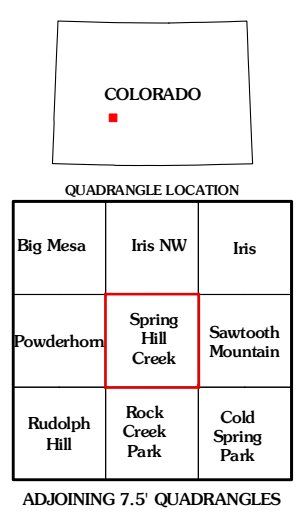 COLORADO
QUADRANGLE LOCATION
Big Mesa
Iris NW
Iris
Powderhorn
Spring
Hill
Creek
Sawtooth
Mountain
Rudolph
Hill
Rock
Creek
Park
Cold
Spring
Park
ADJOINING 7.5' QUADRANGLES